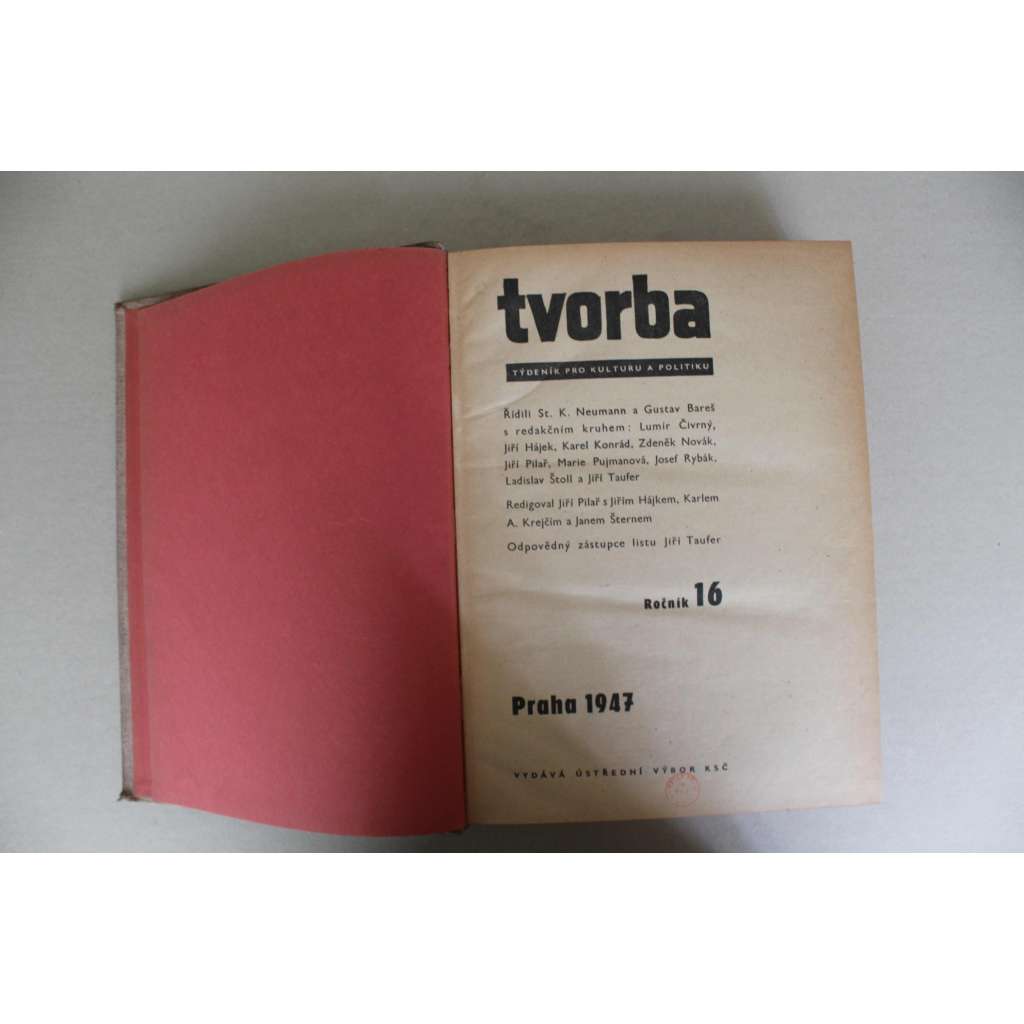 tvorba
TÝDENÍK PRO KULTURU A POLITIKU
Řídili St. K. Neumann a Gustav Bareš
s redakčním kruhem: Lumír Čivrný,
Jiří Hájek, Karel Konrád, Zdeněk Novák,
Jiří Pilař, Marie Pujmanová, Josef Rybák,
Ladislav Štoll a Jiří Taufer
Redigoval Jiří Pilař s Jiřím Hájkem, Karlem
A. Krejčím a Janem Šternem
Odpovědný zástupce listu Jiří Taufer
Ročník 16
Praha 1947
VYDÁVÁ ÚSTŘEDNÍ VÝBOR KSČ